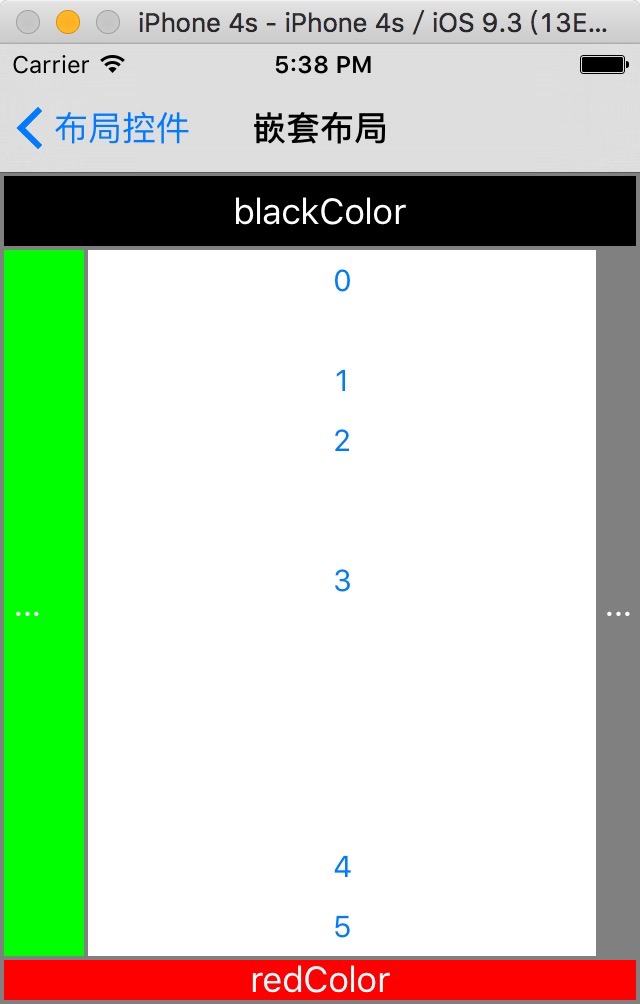 iPhone 4s - iPhone 4s / iOS 9.3 (13E...
Carrier 5:38 PM
布局控件 嵌套布局
blackColor
0
1
2
3
... ...
4
5
redColor